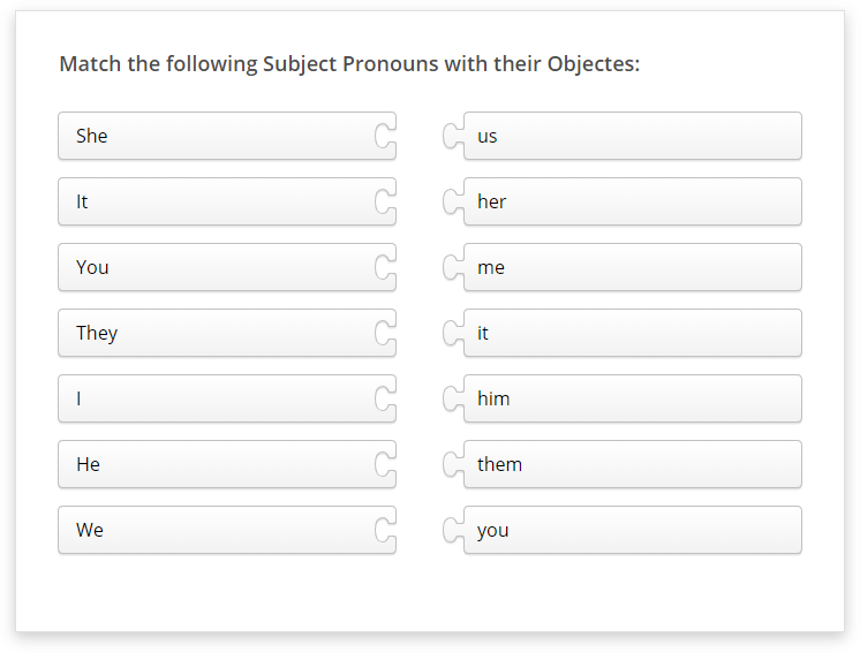 Match the following Subject Pronouns with their Objectes:
She
us
It
her
You
me
They
it
I
him
He
them
We
you